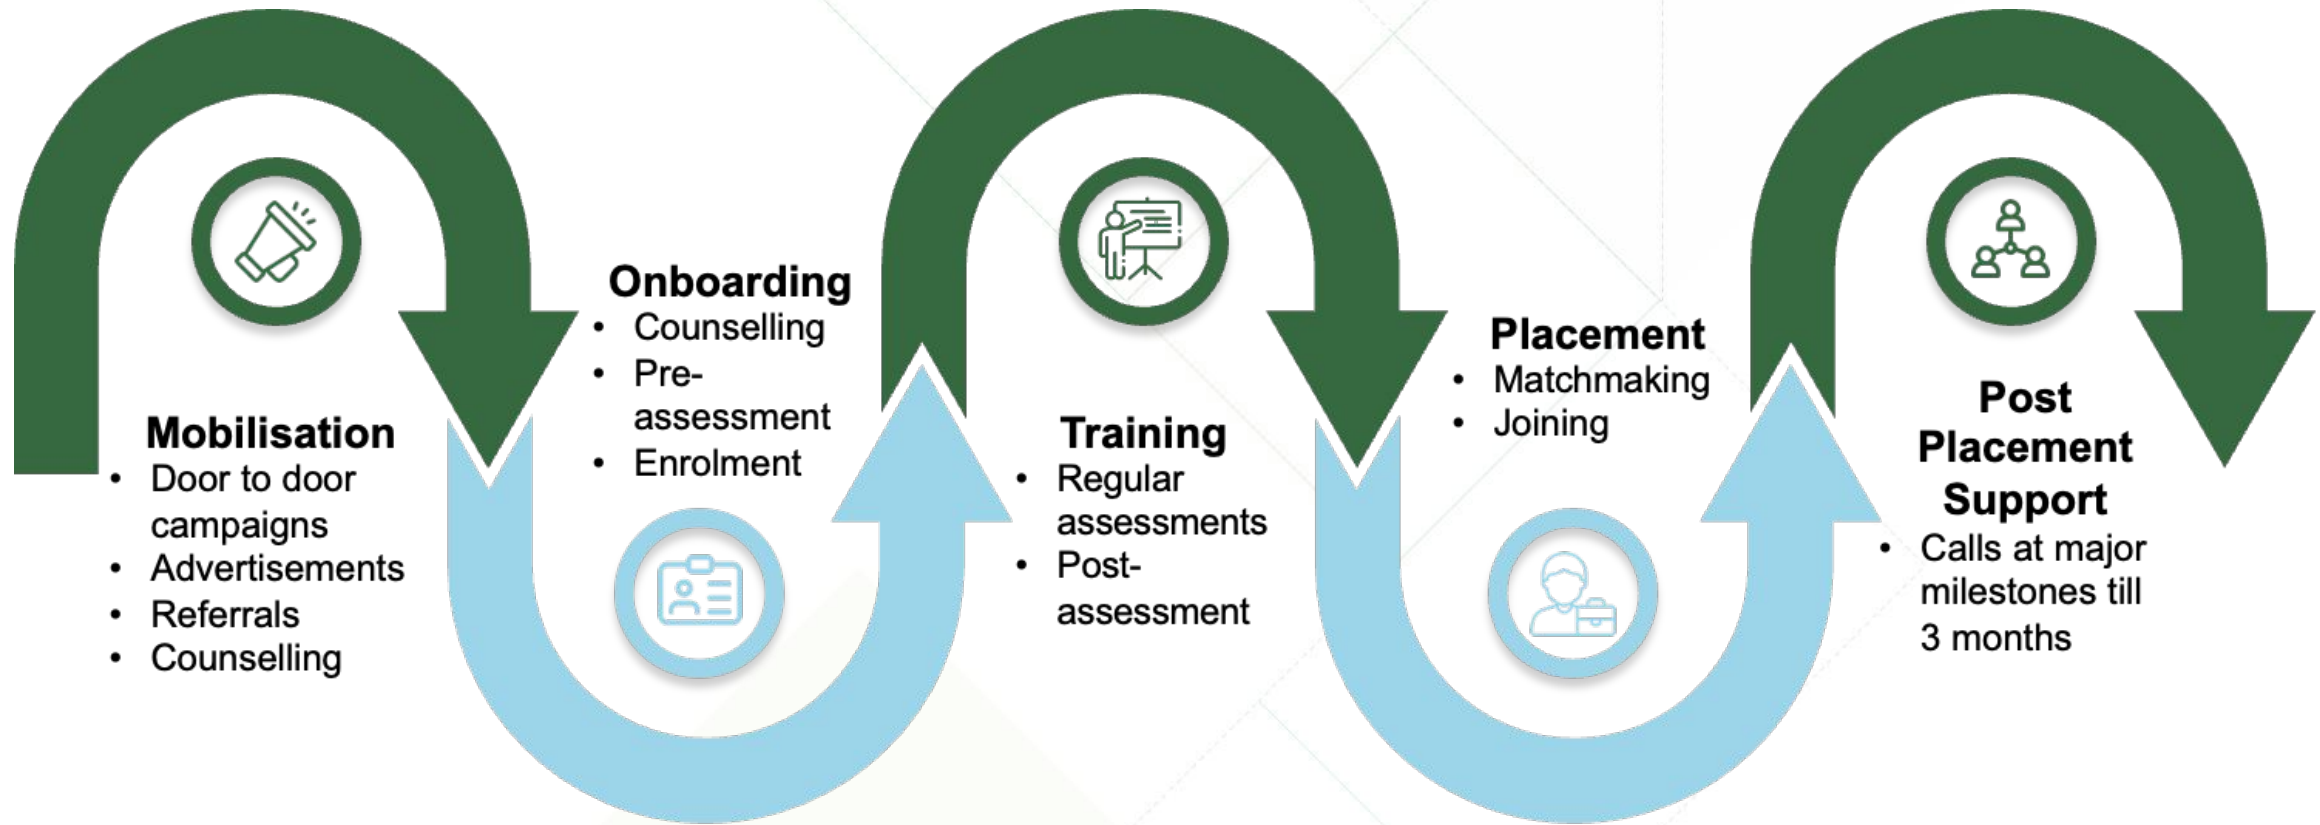 Mobilisation
• Door to door
campaigns
• Advertisements
• Referrals
• Counselling
Onboarding
• Counselling
• Pre-
assessment
• Enrolment
Training
• Regular
assessments
• Post-
assessment
Placement
• Matchmaking
• Joining
Post
Placement
Support
• Calls at major
milestones till
3 months